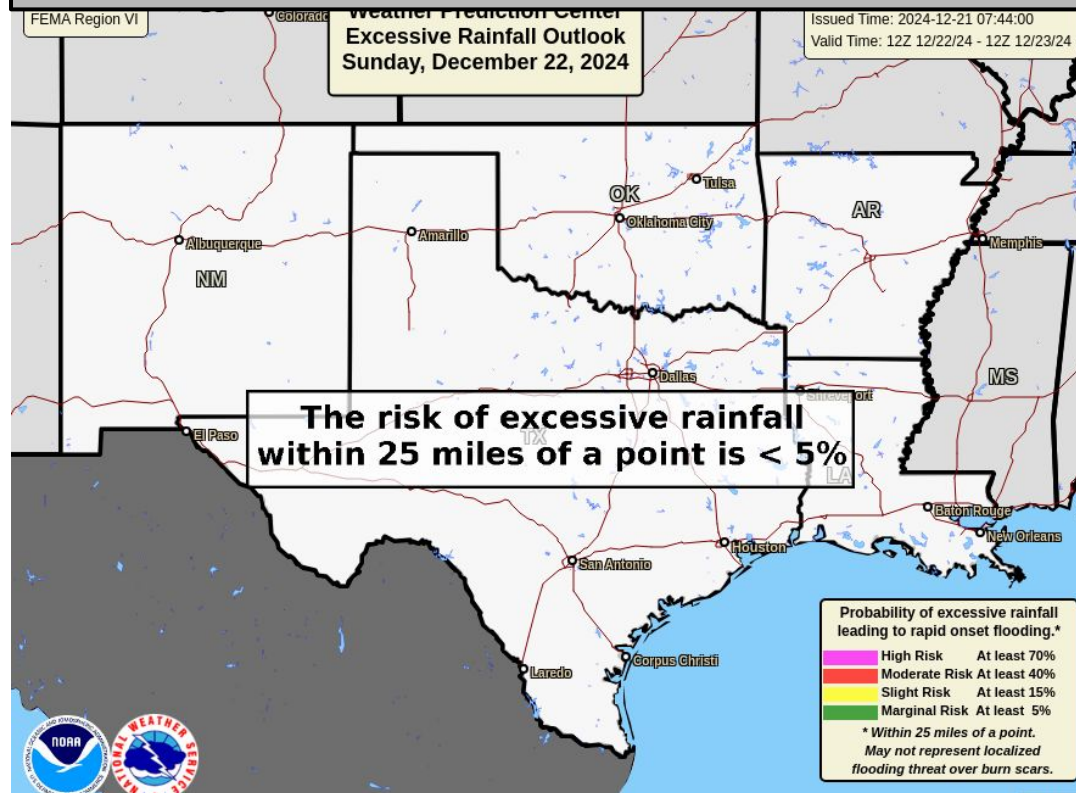 Colorado
FEMA Region VI
Weather Prediction Center
Excessive Rainfall Outlook
Sunday, December 22, 2024
Issued Time: 2024-12-21 07:44:00
Valid Time: 12Z 12/22/24 - 12Z 12/23/24
Tulsa
OK
Oklahoma City
AR
Amarillo
Albuquerque
Memphis
NM
Dallas
MS
Shreveport
The risk of excessive rainfall
within 25 miles of a point is < 5%
TX
El Paso
LA
Baton Rouge
New Orleans
Houston
San Antonio
Corpus Christi
Laredo
Probability of excessive rainfall
leading to rapid onset flooding.*
High Risk At least 70%
Moderate Risk At least 40%
Slight Risk At least 15%
Marginal Risk At least 5%
* Within 25 miles of a point.
May not represent localized
flooding threat over burn scars.
NOAA
NATIONAL WEATHER SERVICE